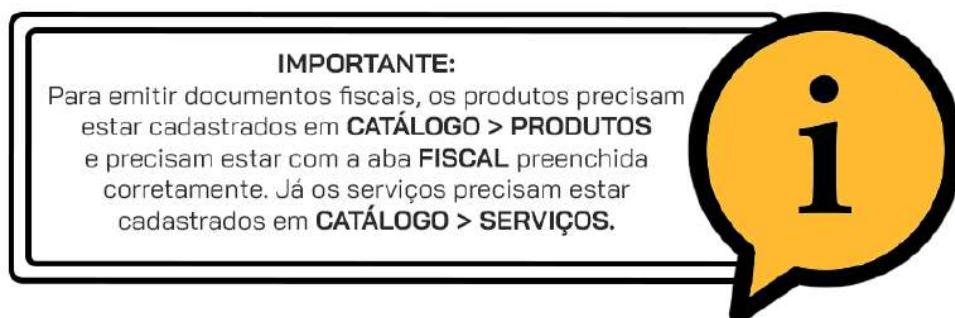 IMPORTANTE:
Para emitir documentos fiscais, os produtos precisam
estar cadastrados em CATÁLOGO > PRODUTOS
e precisam estar com a aba FISCAL preenchida
corretamente. Já os serviços precisam estar
cadastrados em CATÁLOGO > SERVIÇOS.
i